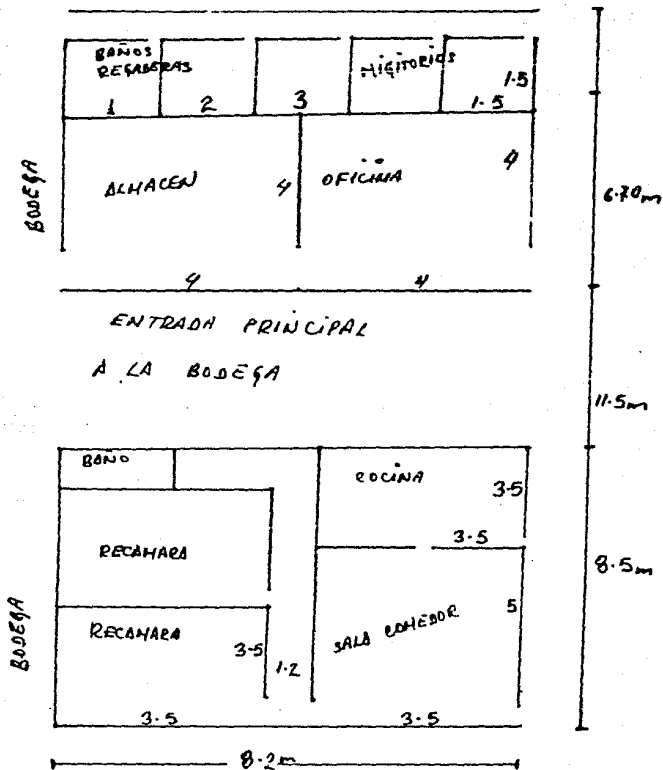 BAÑOS
REGADERAS
MIGITORIOS
1.5
1
2
3
1.5
BODEGA
ALMACEN
4
OFICINA
4
6.70m
4
4
ENTRADA PRINCIPAL
A LA BODEGA
11.5m
BAÑO
COCINA
3.5
3.5
RECAMARA
8.5m
BODEGA
RECAMARA
3.5
1.2
SALA COMEDOR
5
3.5
3.5
8.2m